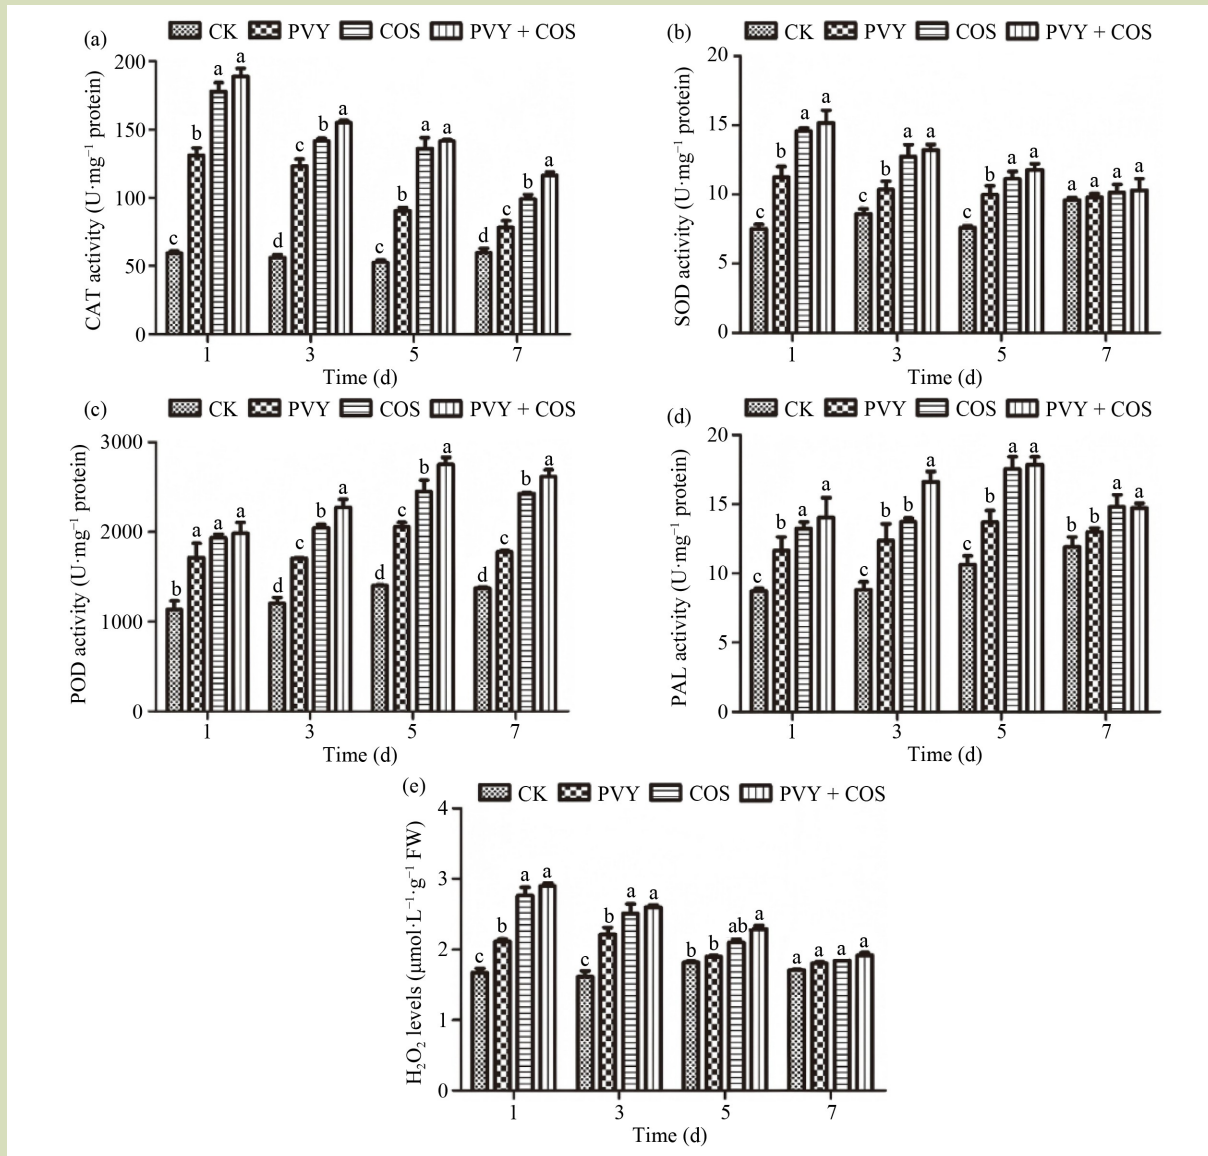 (a) CK PVY COS PVY + COS
CAT activity (U·mg⁻¹ protein)
200
150
100
50
0
c b a a
d c b a
c b a a
d c b a
1 3 5 7
Time (d)
(b) CK PVY COS PVY + COS
SOD activity (U·mg⁻¹ protein)
20
15
10
5
0
c b a a
c b a a
c b a a
a a a a
1 3 5 7
Time (d)
(c) CK PVY COS PVY + COS
POD activity (U·mg⁻¹ protein)
3000
2000
1000
0
b a a a
d c b a
d c b a
d c b a
1 3 5 7
Time (d)
(d) CK PVY COS PVY + COS
PAL activity (U·mg⁻¹ protein)
20
15
10
5
0
c b a a
c b b a
c b a a
b b a a
1 3 5 7
Time (d)
(e) CK PVY COS PVY + COS
H₂O₂ levels (μmol·L⁻¹·g⁻¹ FW)
4
3
2
1
0
c b a a
c b a a
b b ab a
a a a a
1 3 5 7
Time (d)